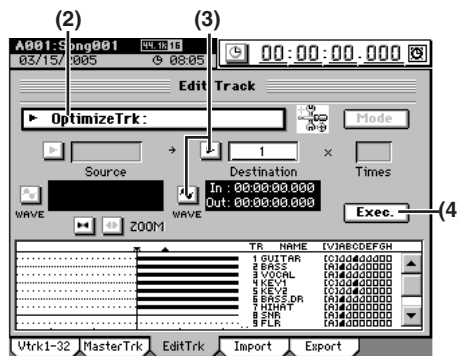 (2) (3)
A001:Song001 44.1k16 00:00:00.000
03/15/2005 08:05
Edit Track
OptimizeTrk: Mode
1 ×
Source Destination Times
In :00:00:00.000
Out:00:00:00.000
WAVE WAVE Exec. (4
ZOOM
TR NAME [V]ABCDEFGH
1 GUITAR
2 BASS
3 VOCAL
4 KEY1
5 KEY2
6 BASS.DR
7 HIHAT
8 SNR
9 FLR
Vtrk1-32 MasterTrk EditTrk Import Export